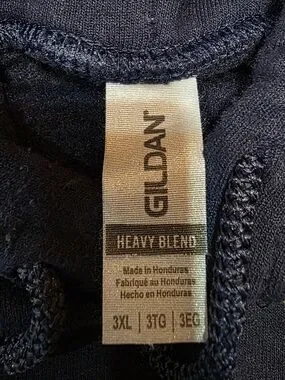 GILDAN
HEAVY BLEND
Made in Honduras
Fabriqué au Honduras
Hecho en Honduras
3XL | 3TG | 3EG